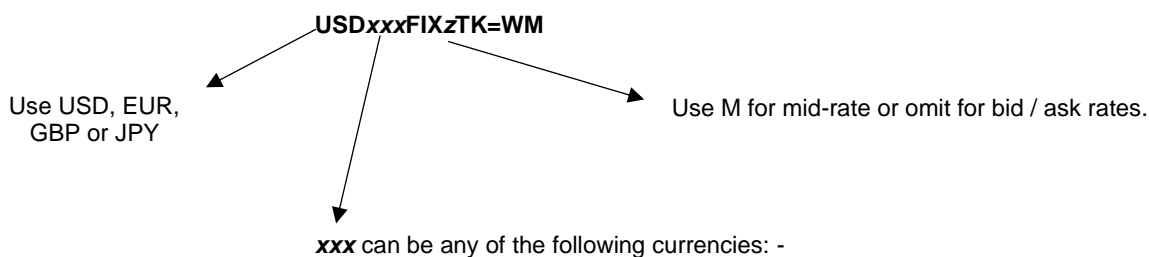 USDxxxFIXzTK=WM
Use USD, EUR,
GBP or JPY
Use M for mid-rate or omit for bid / ask rates.
xxx can be any of the following currencies: -